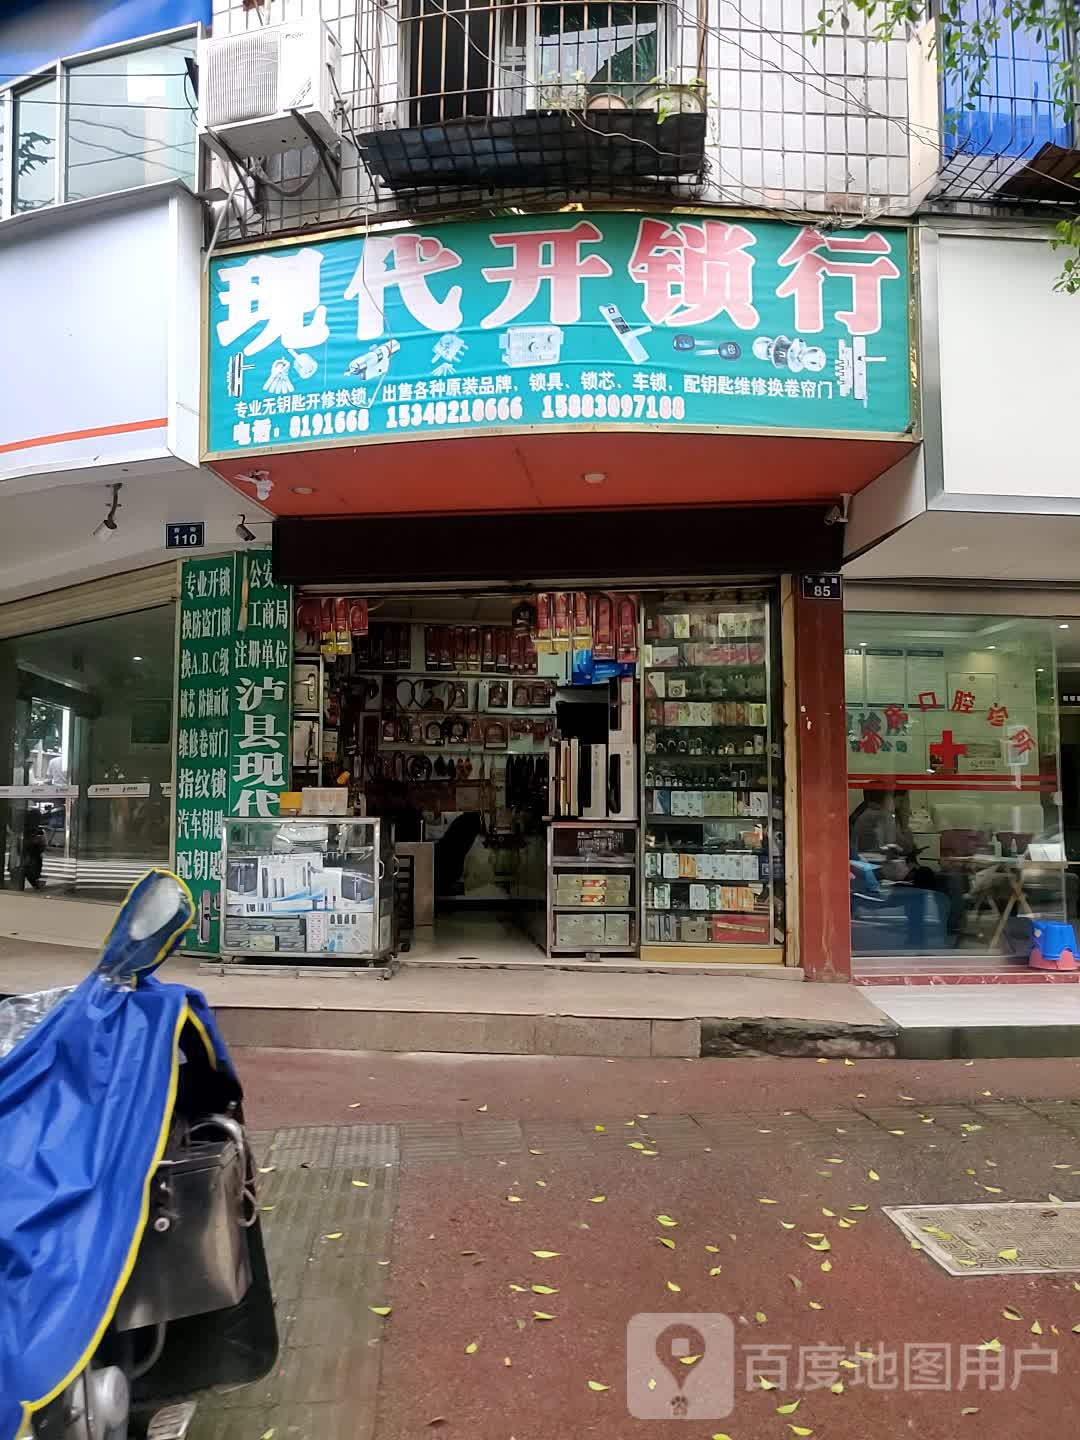 现代开锁行
专业无钥匙开修换锁，出售各种原装品牌，锁具、锁芯、车锁，配钥匙维修换卷帘门
电话：8191668 15348218666 15883097188
110
85
专业开锁
换防盗门锁
换A.B.C级
锁芯 防撬面板
维修卷帘门
指纹锁
汽车钥匙
配钥匙
公安
工商局
注册单位
泸县现代
口腔诊所
百度地图用户